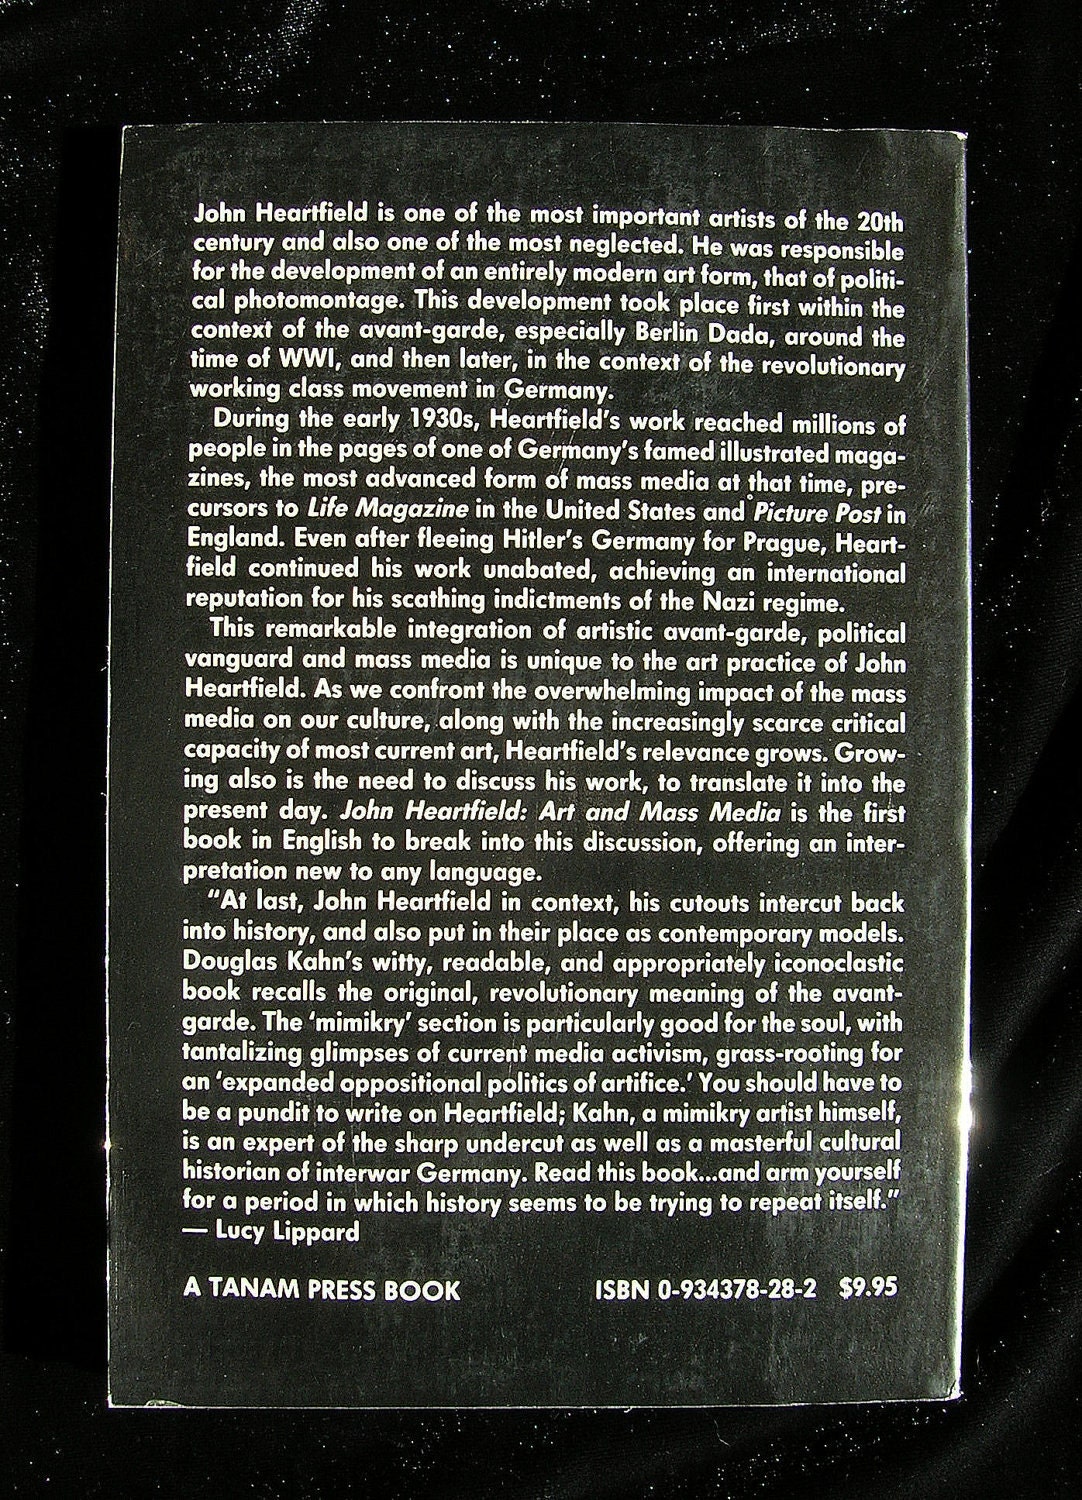 John Heartfield is one of the most important artists of the 20th
century and also one of the most neglected. He was responsible
for the development of an entirely modern art form, that of politi-
cal photomontage. This development took place first within the
context of the avant-garde, especially Berlin Dada, around the
time of WWI, and then later, in the context of the revolutionary
working class movement in Germany.
During the early 1930s, Heartfield's work reached millions of
people in the pages of one of Germany's famed illustrated maga-
zines, the most advanced form of mass media at that time, pre-
cursors to Life Magazine in the United States and Picture Post in
England. Even after fleeing Hitler's Germany for Prague, Heart-
field continued his work unabated, achieving an international
reputation for his scathing indictments of the Nazi regime.
This remarkable integration of artistic avant-garde, political
vanguard and mass media is unique to the art practice of John
Heartfield. As we confront the overwhelming impact of the mass
media on our culture, along with the increasingly scarce critical
capacity of most current art, Heartfield's relevance grows. Grow-
ing also is the need to discuss his work, to translate it into the
present day. John Heartfield: Art and Mass Media is the first
book in English to break into this discussion, offering an inter-
pretation new to any language.
"At last, John Heartfield in context, his cutouts intercut back
into history, and also put in their place as contemporary models.
Douglas Kahn's witty, readable, and appropriately iconoclastic
book recalls the original, revolutionary meaning of the avant-
garde. The 'mimikry' section is particularly good for the soul, with
tantalizing glimpses of current media activism, grass-rooting for
an 'expanded oppositional politics of artifice.' You should have to
be a pundit to write on Heartfield; Kahn, a mimikry artist himself,
is an expert of the sharp undercut as well as a masterful cultural
historian of interwar Germany. Read this book...and arm yourself
for a period in which history seems to be trying to repeat itself."
— Lucy Lippard
A TANAM PRESS BOOK
ISBN 0-934378-28-2 $9.95